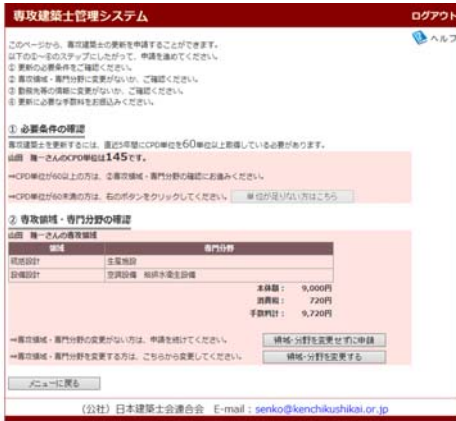 専攻建築士管理システム
ログアウト
ヘルプ
このページから、専攻建築士の更新を申請することができます。
以下の①～④のステップにしたがって、申請を進めてください。
① 更新の必要条件をご確認ください。
② 専攻領域・専門分野に変更がないか、ご確認ください。
③ 勤務先等の情報に変更がないか、ご確認ください。
④ 更新に必要な手数料をお振込みください。
① 必要条件の確認
専攻建築士を更新するには、直近5年間にCPD単位を60単位以上取得している必要があります。
山田 隆一さんのCPD単位は145です。
⇒CPD単位が60以上の方は、②専攻領域・専門分野の確認にお進みください。
⇒CPD単位が60未満の方は、右のボタンをクリックしてください。 単位が足りない方はこちら
② 専攻領域・専門分野の確認
山田 隆一さんの専攻領域
領域 専門分野
統括設計 生産施設
設備設計 空調設備 給排水衛生設備
本体額： 9,000円
消費税： 720円
手数料計： 9,720円
⇒専攻領域・専門分野の変更がない方は、申請を続けてください。 領域・分野を変更せずに申請
⇒専攻領域・専門分野を変更する方は、こちらから変更してください。 領域・分野を変更する
メニューに戻る
(公社) 日本建築士会連合会 E-mail : senko@kenchikushikai.or.jp